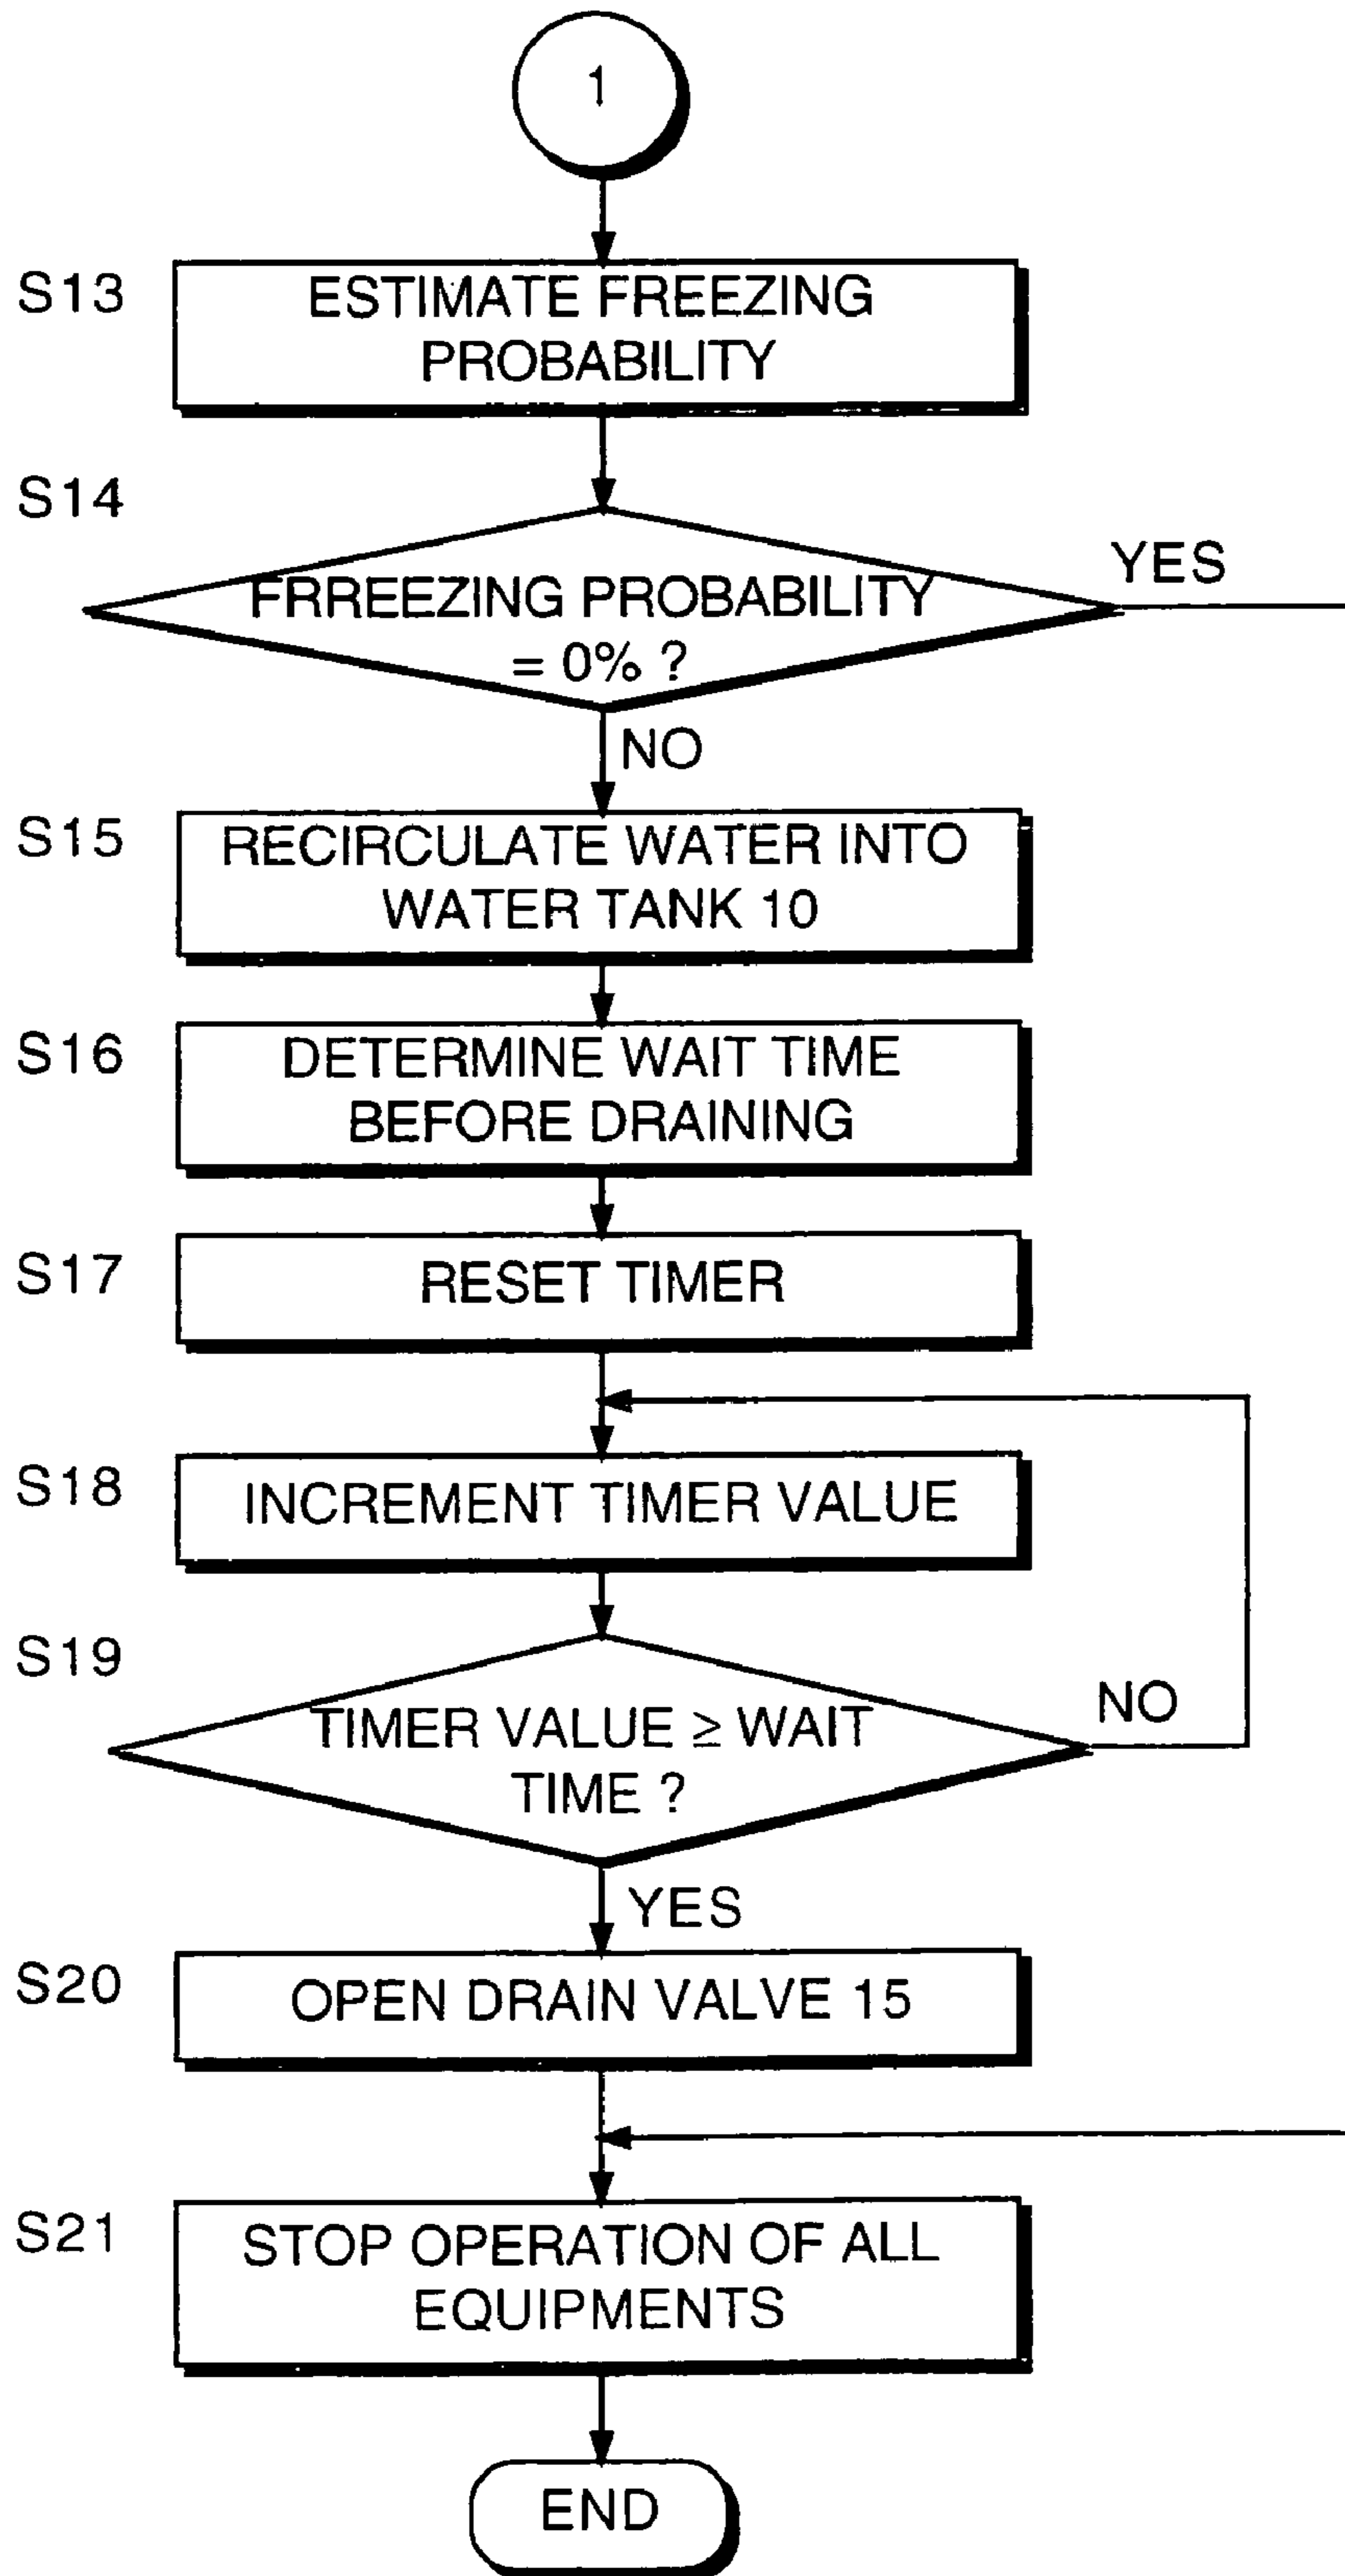 1
S13
ESTIMATE FREEZING
PROBABILITY
S14
FRREEZING PROBABILITY
= 0% ?
YES
NO
S15
RECIRCULATE WATER INTO
WATER TANK 10
S16
DETERMINE WAIT TIME
BEFORE DRAINING
S17
RESET TIMER
S18
INCREMENT TIMER VALUE
S19
TIMER VALUE ≥ WAIT
TIME ?
NO
YES
S20
OPEN DRAIN VALVE 15
S21
STOP OPERATION OF ALL
EQUIPMENTS
END